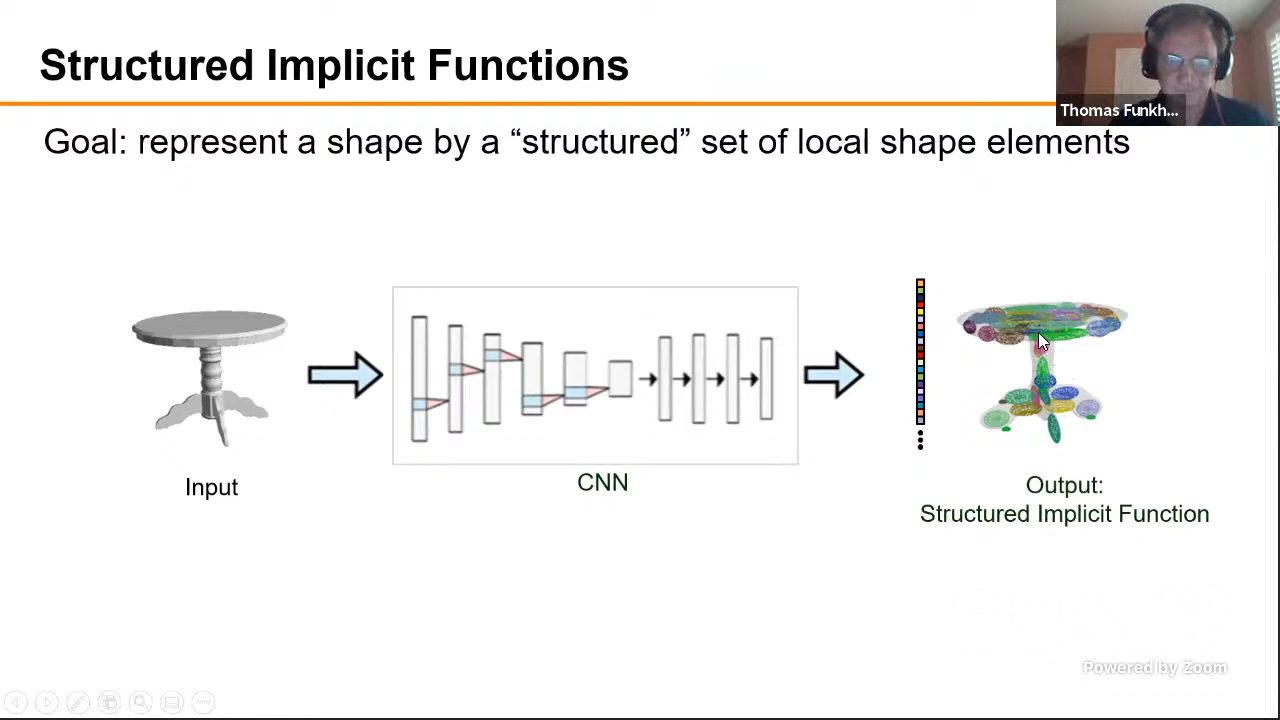 Structured Implicit Functions
Thomas Funkh...
Goal: represent a shape by a “structured” set of local shape elements
Input
CNN
Output:
Structured Implicit Function
Powered by Zoom